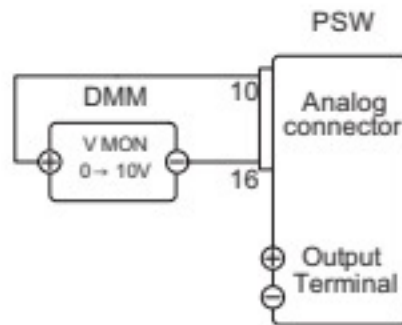 PSW
DMM
10
Analog
connector
V MON
0→ 10V
16
Output
Terminal